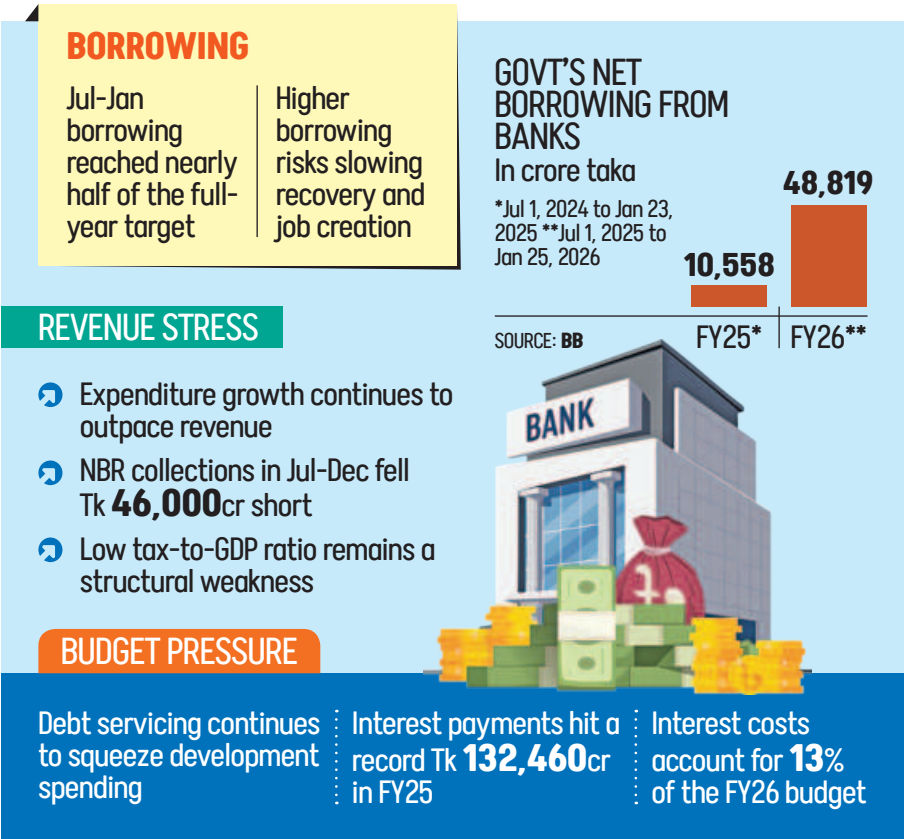 BORROWING
Jul-Jan
borrowing
reached nearly
half of the full-
year target
Higher
borrowing
risks slowing
recovery and
job creation
GOVT'S NET
BORROWING FROM
BANKS
In crore taka
*Jul 1, 2024 to Jan 23,
2025 **Jul 1, 2025 to
Jan 25, 2026
10,558
48,819
FY25*
FY26**
SOURCE: BB
REVENUE STRESS
Expenditure growth continues to
outpace revenue
NBR collections in Jul-Dec fell
Tk 46,000cr short
Low tax-to-GDP ratio remains a
structural weakness
BANK
৳
BUDGET PRESSURE
Debt servicing continues
to squeeze development
spending
Interest payments hit a
record Tk 132,460cr
in FY25
Interest costs
account for 13%
of the FY26 budget